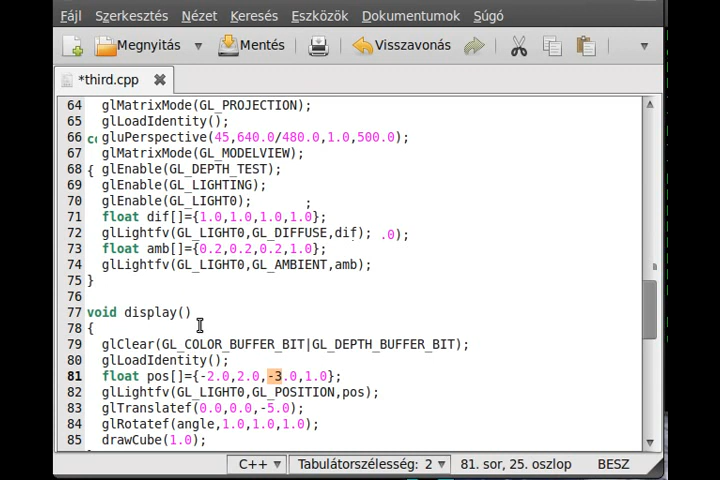 Fájl Szerkesztés Nézet Keresés Eszközök Dokumentumok Súgó
Megnyitás Mentés Visszavonás
*third.cpp
64 glMatrixMode(GL_PROJECTION);
65 glLoadIdentity();
66 gluPerspective(45,640.0/480.0,1.0,500.0);
67 glMatrixMode(GL_MODELVIEW);
68 { glEnable(GL_DEPTH_TEST);
69 glEnable(GL_LIGHTING);
70 glEnable(GL_LIGHT0); ;
71 float dif[]={1.0,1.0,1.0,1.0};
72 glLightfv(GL_LIGHT0,GL_DIFFUSE,dif); .0);
73 float amb[]={0.2,0.2,0.2,1.0};
74 glLightfv(GL_LIGHT0,GL_AMBIENT,amb);
75 }
76
77 void display()
78 {
79 glClear(GL_COLOR_BUFFER_BIT|GL_DEPTH_BUFFER_BIT);
80 glLoadIdentity();
81 float pos[]={-2.0,2.0,-3.0,1.0};
82 glLightfv(GL_LIGHT0,GL_POSITION,pos);
83 glTranslatef(0.0,0.0,-5.0);
84 glRotatef(angle,1.0,1.0,1.0);
85 drawCube(1.0);
C++ Tabulátorszélesség: 2 81. sor, 25. oszlop BESZ